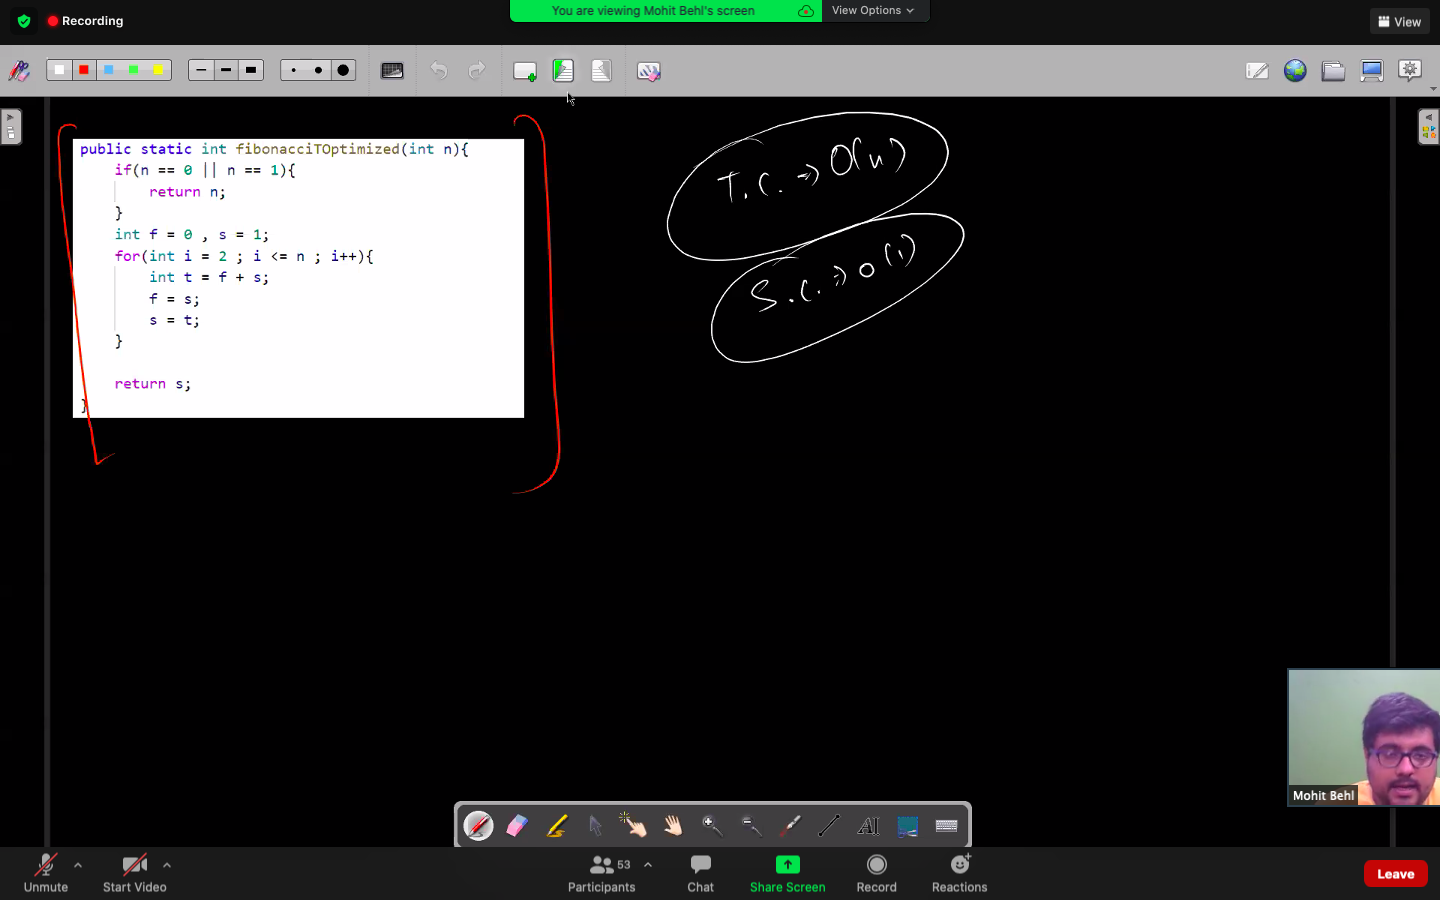 Recording
You are viewing Mohit Behl's screen
View Options
View
public static int fibonacciTOptimized(int n){
if(n == 0 || n == 1){
return n;
}
int f = 0 , s = 1;
for(int i = 2 ; i <= n ; i++){
int t = f + s;
f = s;
s = t;
}
return s;
}
T.C. => O(n)
S.C. => O(1)
Mohit Behl
AI
Unmute
Start Video
53
Participants
Chat
Share Screen
Record
Reactions
Leave